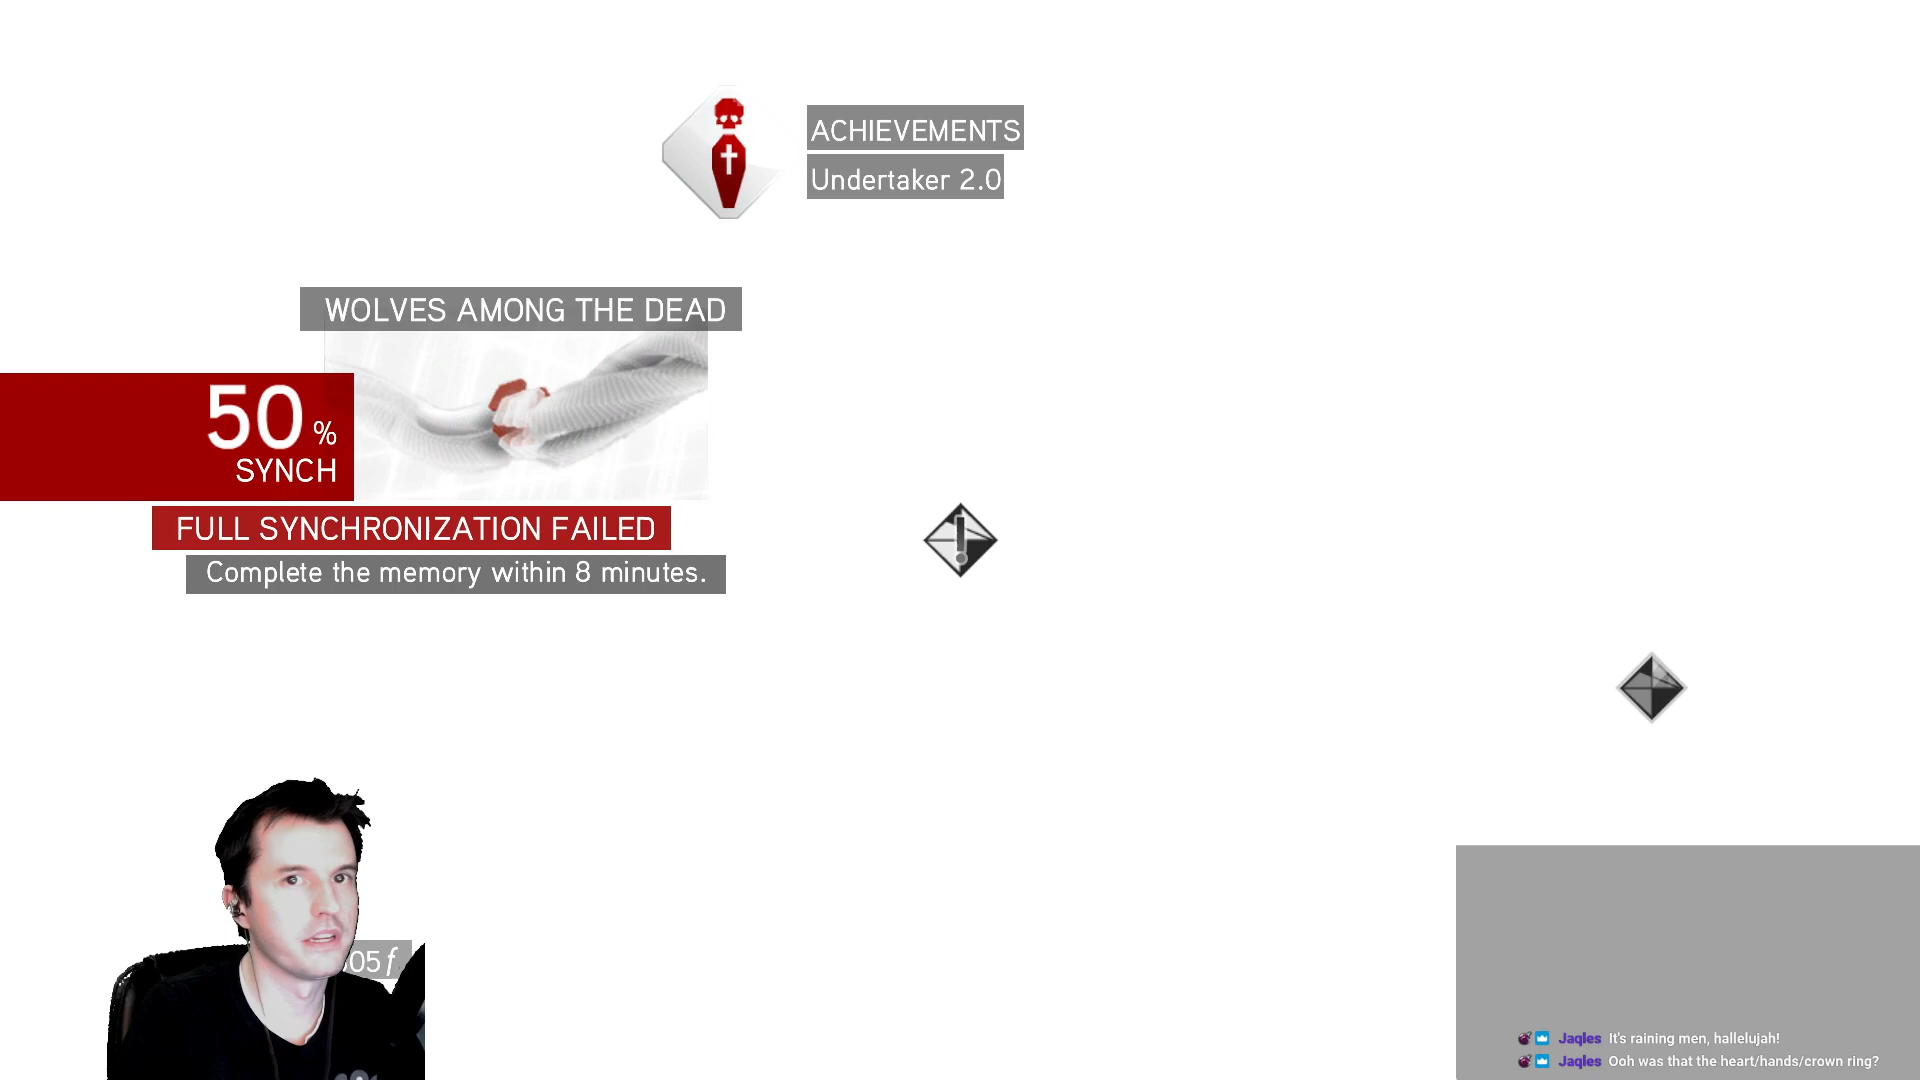 ACHIEVEMENTS
Undertaker 2.0
WOLVES AMONG THE DEAD
50 %
SYNCH
FULL SYNCHRONIZATION FAILED
Complete the memory within 8 minutes.
05 ƒ
Jaqles It's raining men, hallelujah!
Jaqles Ooh was that the heart/hands/crown ring?